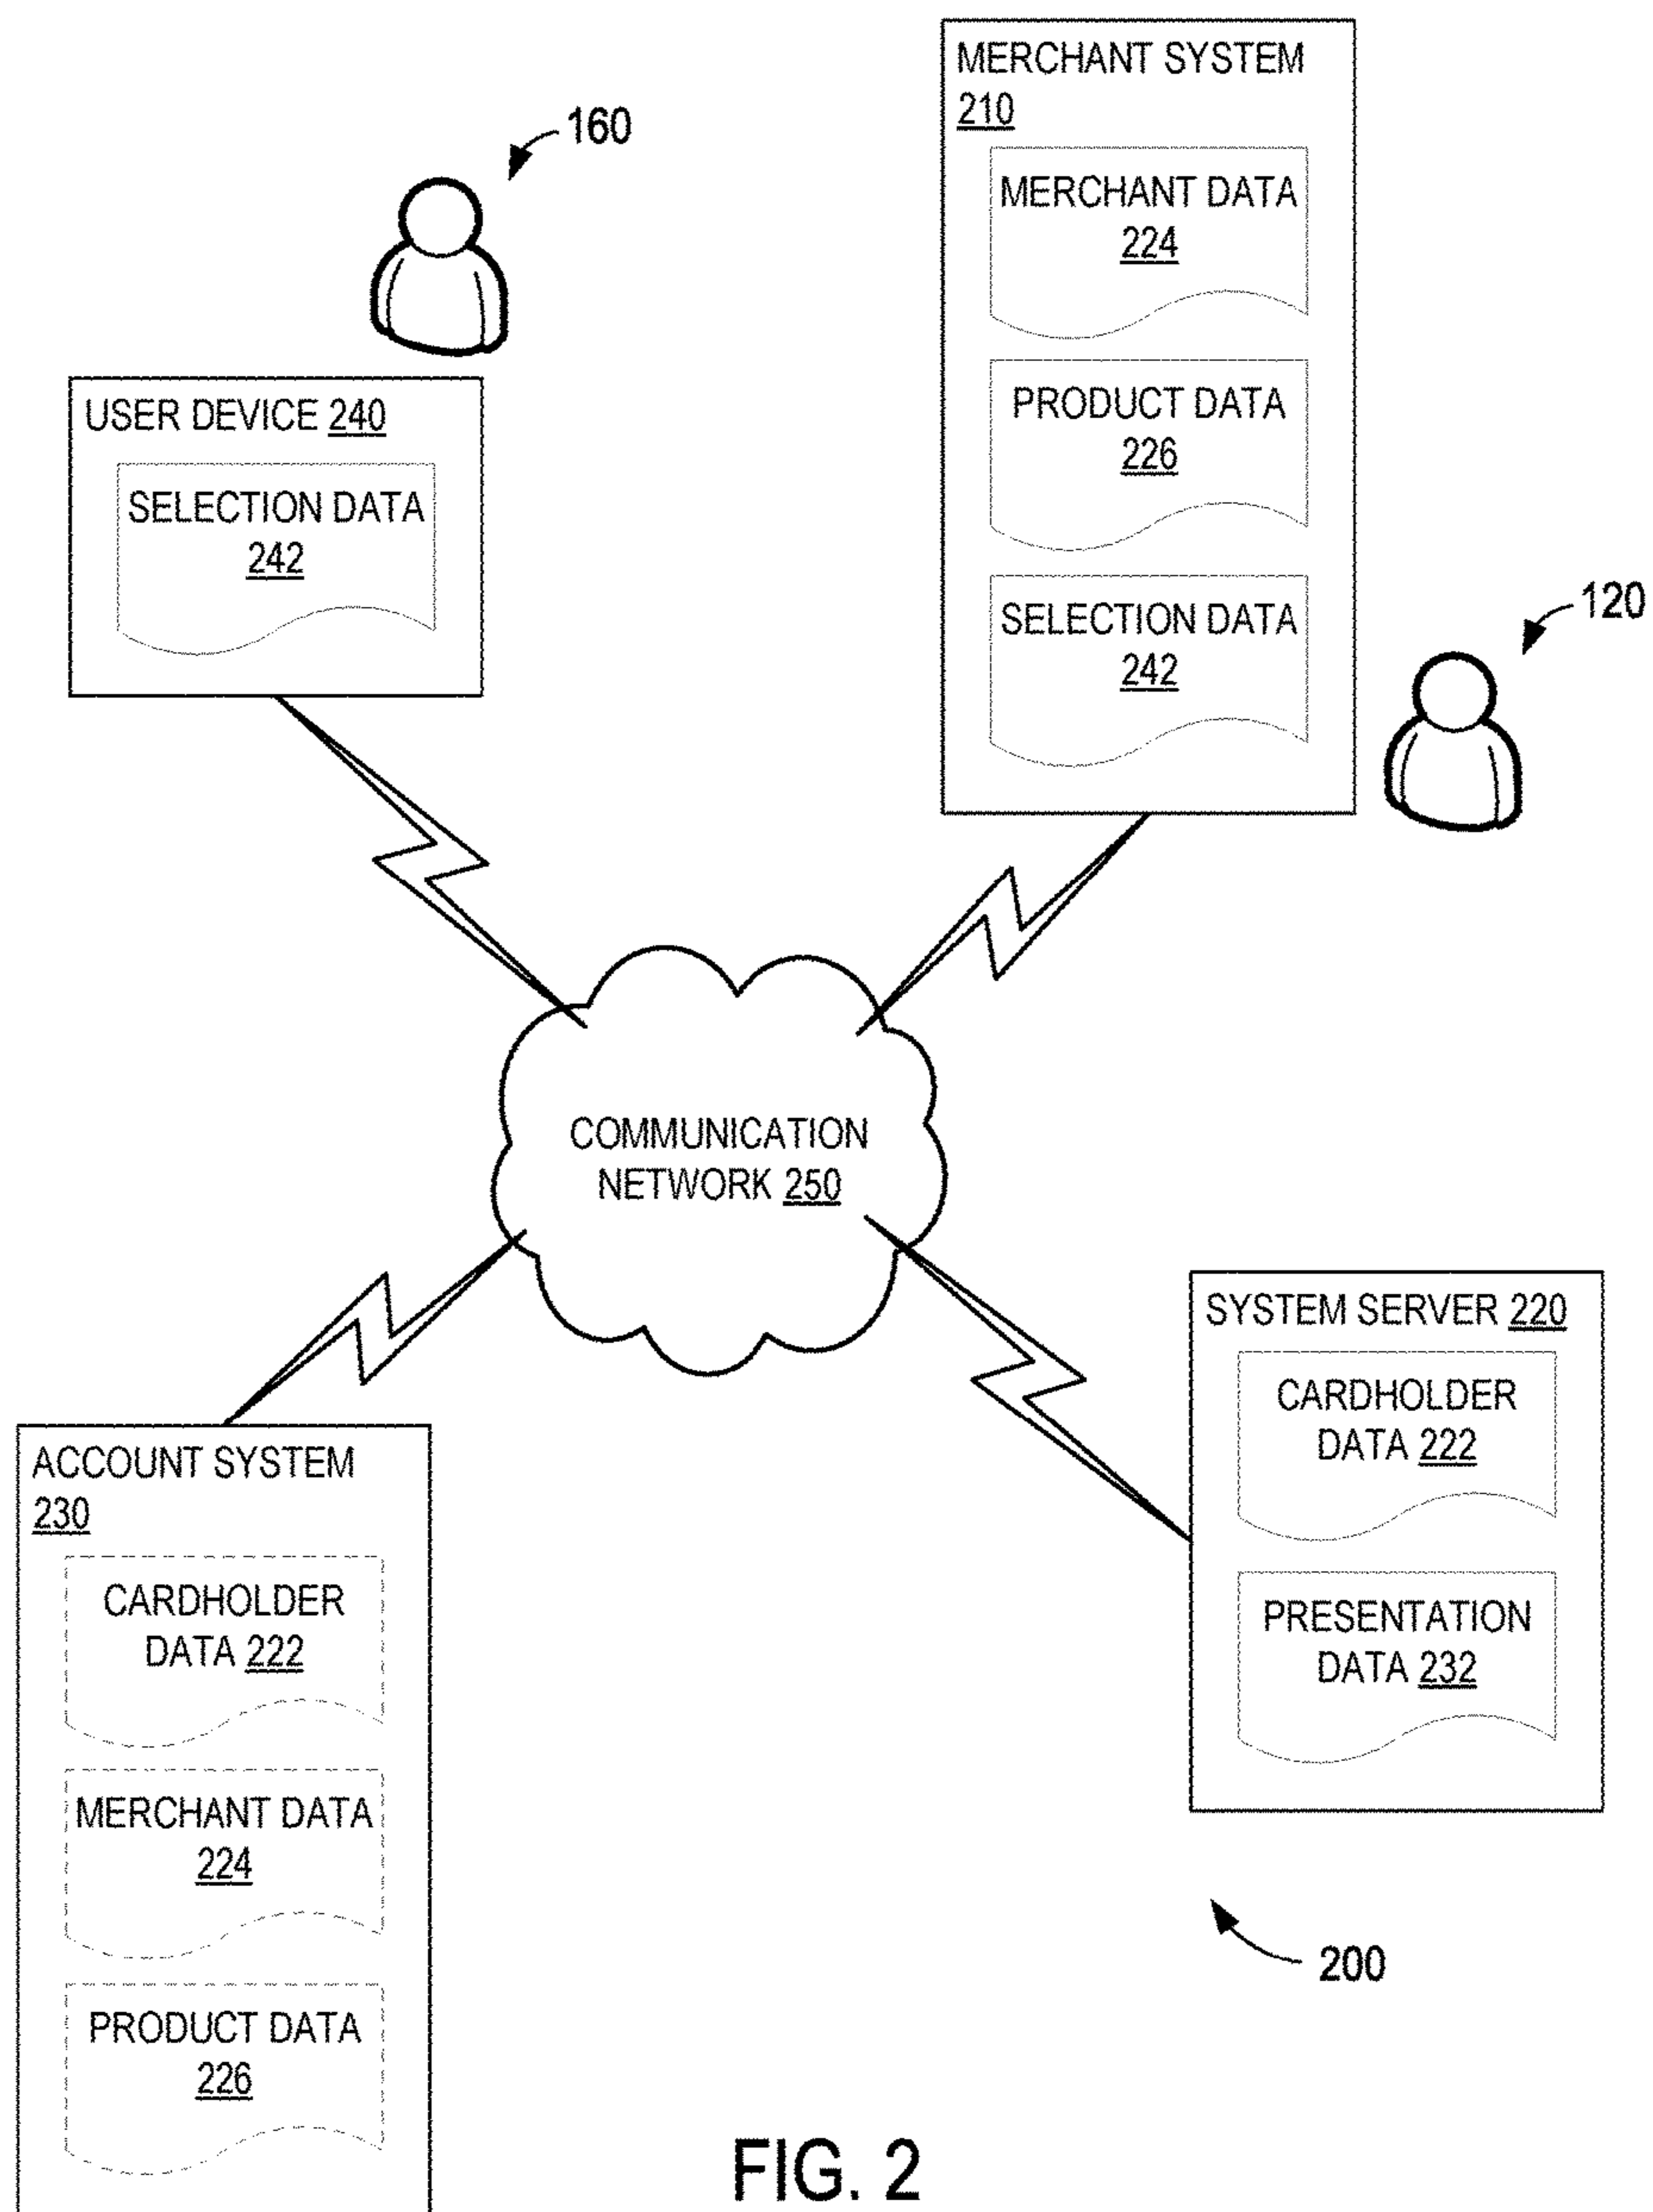 160
USER DEVICE 240
SELECTION DATA
242
MERCHANT SYSTEM
210
MERCHANT DATA
224
PRODUCT DATA
226
SELECTION DATA
242
120
COMMUNICATION
NETWORK 250
SYSTEM SERVER 220
CARDHOLDER
DATA 222
PRESENTATION
DATA 232
ACCOUNT SYSTEM
230
CARDHOLDER
DATA 222
MERCHANT DATA
224
PRODUCT DATA
226
200
FIG. 2